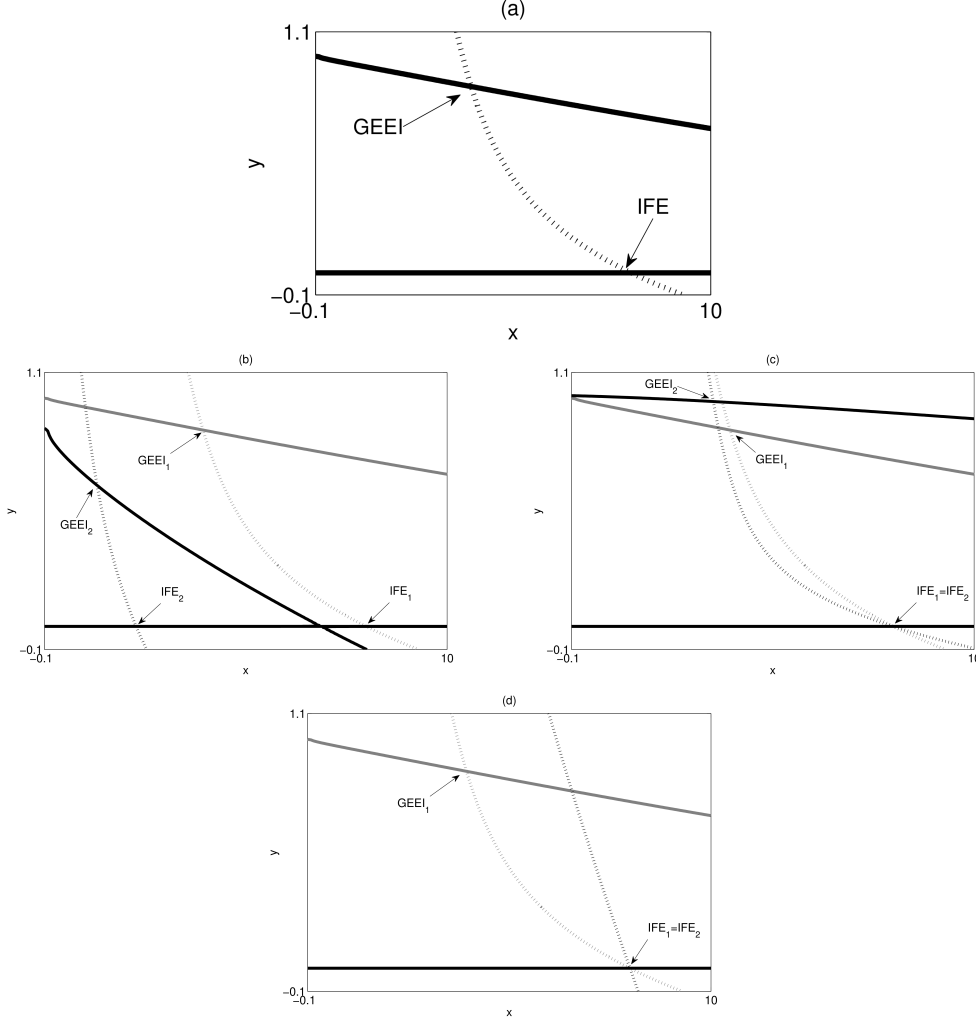 (a)
1.1
GEEI
y
IFE
−0.1
−0.1
10
x
(b)
1.1
GEEI1
y
GEEI2
IFE2
IFE1
−0.1
−0.1
10
x
(c)
1.1
GEEI2
GEEI1
y
IFE1=IFE2
−0.1
−0.1
10
x
(d)
1.1
GEEI1
y
IFE1=IFE2
−0.1
−0.1
10
x